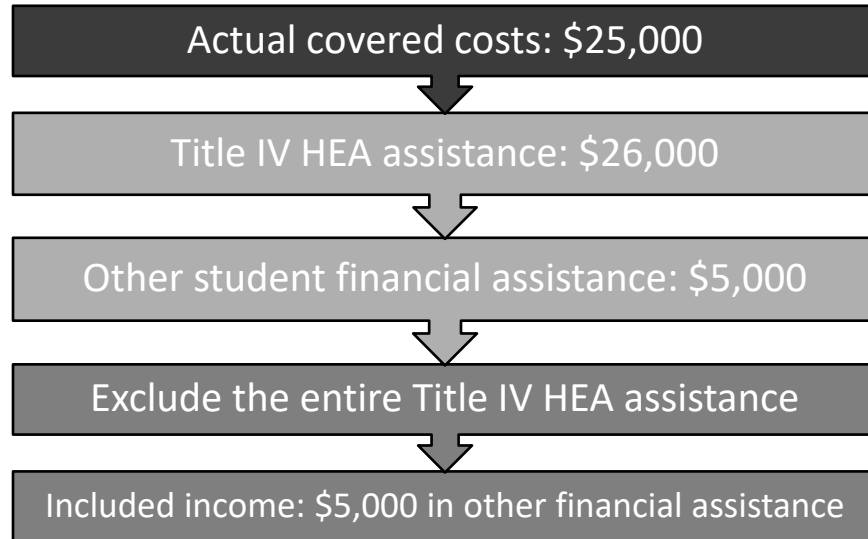 Actual covered costs: $25,000
Title IV HEA assistance: $26,000
Other student financial assistance: $5,000
Exclude the entire Title IV HEA assistance
Included income: $5,000 in other financial assistance